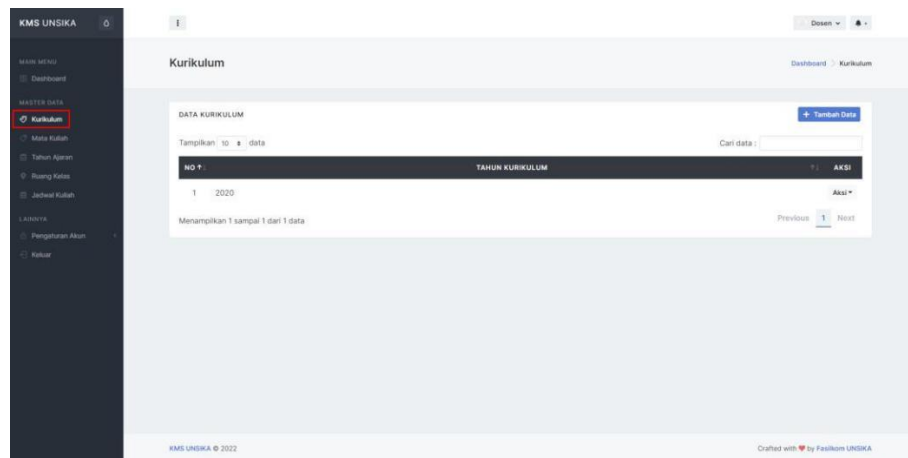 KMS UNSIKA
Dosen
Kurikulum
Dashboard Kurikulum
MAIN MENU
Dashboard
MASTER DATA
Kurikulum
Mata Kuliah
Tahun Ajaran
Ruang Kelas
Jadwal Kuliah
LAINNYA
Pengaturan Akun
Keluar
DATA KURIKULUM
+ Tambah Data
Tampilkan 10 data
Cari data :
NO TAHUN KURIKULUM AKSI
1 2020 Aksi
Menampilkan 1 sampai 1 dari 1 data
Previous 1 Next
KMS UNSIKA © 2022
Crafted with ❤ by Fasilkom UNSIKA